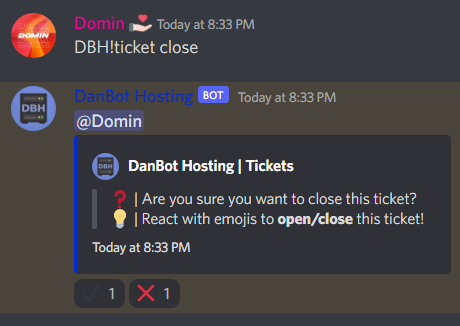 DOMIN
Domin Today at 8:33 PM
DBH!ticket close
DBH
DanBot Hosting BOT Today at 8:33 PM
@Domin
DBH
DanBot Hosting | Tickets
❓ | Are you sure you want to close this ticket?
💡 | React with emojis to open/close this ticket!
Today at 8:33 PM
1 1